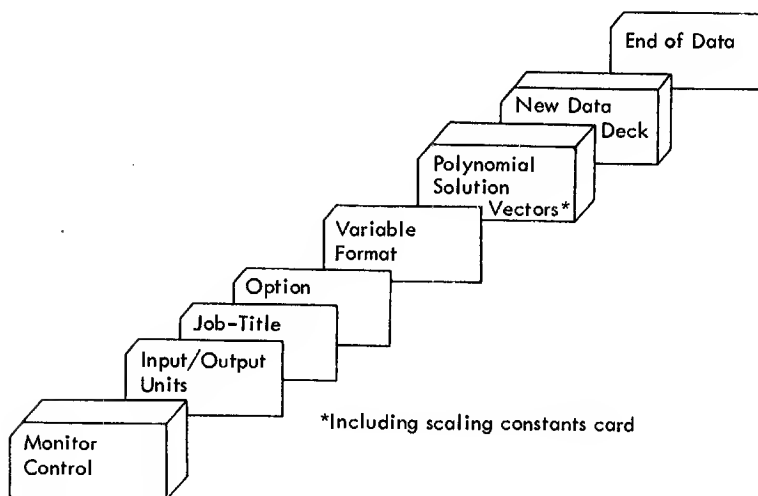 End of Data
New Data
Deck
Polynomial
Solution
Vectors*
Variable
Format
Option
Job-Title
Input/Output
Units
*Including scaling constants card
Monitor
Control